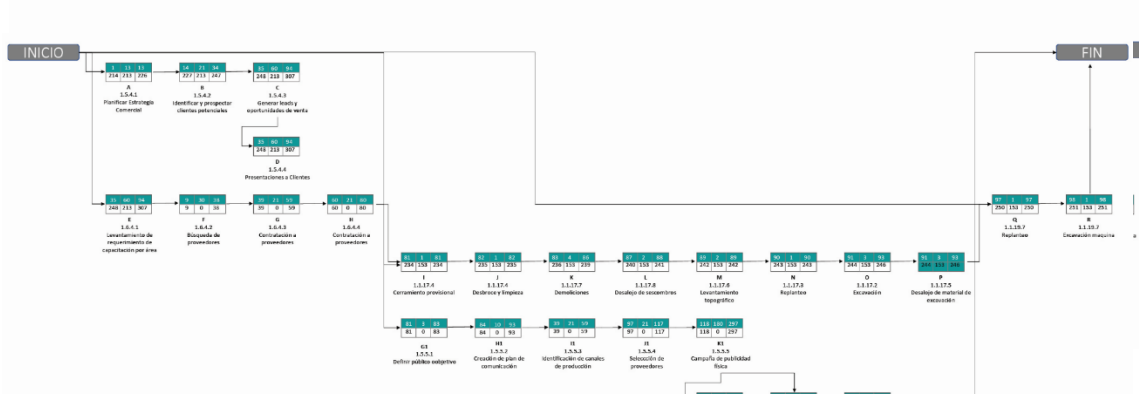 INICIO
FIN
1 13 13
214 213 226
A
1.5.4.1
Planificar Estrategia
Comercial
14 21 34
227 213 247
B
1.5.4.2
Identificar y prospectar
clientes potenciales
35 60 94
248 213 307
C
1.5.4.3
Generar leads y
oportunidades de venta
35 60 94
248 213 307
D
1.5.4.4
Presentaciones a Clientes
35 60 94
248 213 307
E
1.6.4.1
Levantamiento de
requerimiento de
capacitación por área
9 30 38
9 0 38
F
1.6.4.2
Búsqueda de
proveedores
39 21 59
39 0 59
G
1.6.4.3
Contratación a
proveedores
60 21 80
60 0 80
H
1.6.4.4
Contratación a
proveedores
97 1 97
250 153 250
Q
1.1.19.7
Replanteo
98 1 98
251 153 251
R
1.1.19.7
Excavación maquina
81 1 81
234 153 234
I
1.1.17.4
Cerramiento provisional
82 1 82
235 153 235
J
1.1.17.4
Desbroce y limpieza
83 4 86
236 153 239
K
1.1.17.7
Demoliciones
87 2 88
240 153 241
L
1.1.17.8
Desalojo de
89 2 89
242 153 242
M
1.1.17.6
Levantamiento
topográfico
90 1 90
243 153 243
N
1.1.17.3
Replanteo
91 3 93
244 153 246
O
1.1.17.2
Excavación
91 3 93
244 153 246
P
1.1.17.5
Desalojo de material de
excavación
81 3 83
81 0 83
G1
1.5.5.1
Definir público
84 10 93
84 0 93
H1
1.5.5.2
Creación de plan de
comunicación
39 21 59
39 0 59
I1
1.5.5.3
Identificación de canales
de producción
97 21 117
97 0 117
J1
1.5.5.4
Selección de
proveedores
118 180 297
118 0 297
K1
1.5.5.5
Campaña de publicidad
física